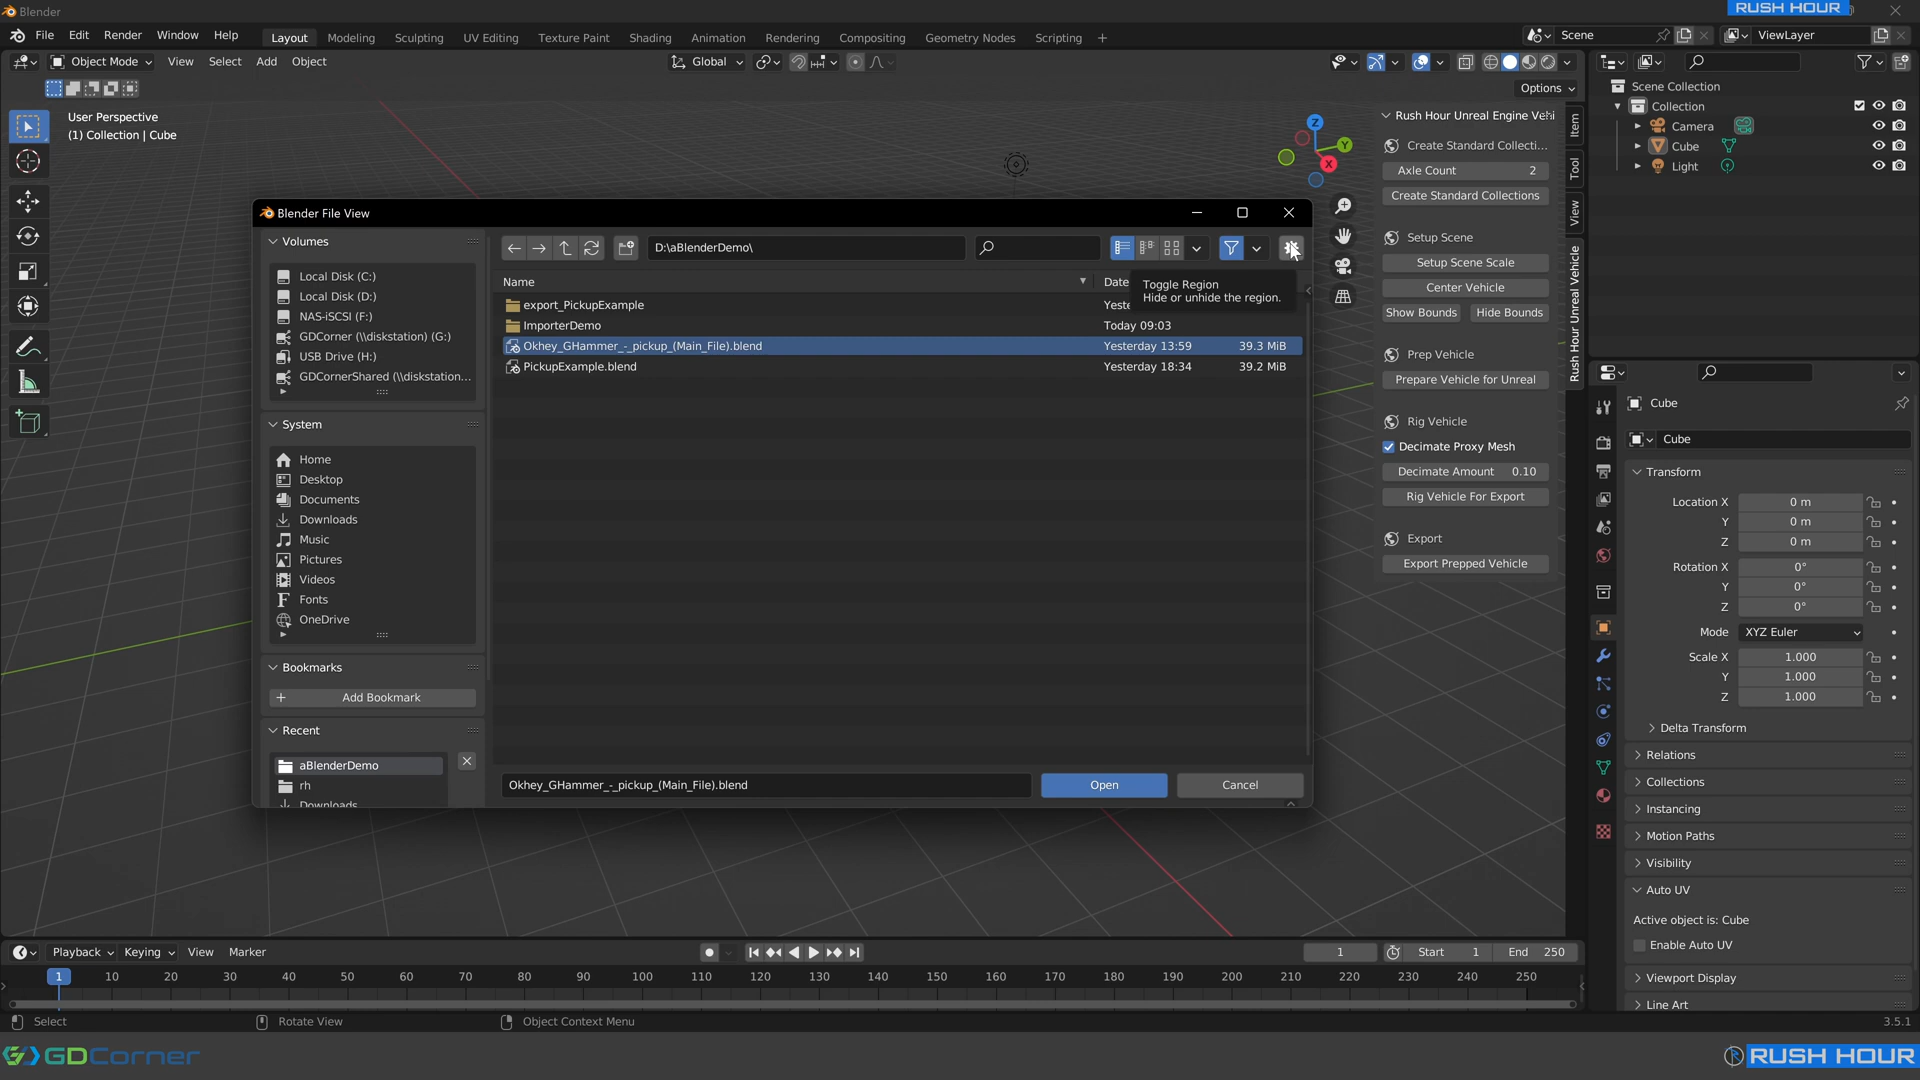 Blender
RUSH HOUR
File Edit Render Window Help
Layout Modeling Sculpting UV Editing Texture Paint Shading Animation Rendering Compositing Geometry Nodes Scripting +
Scene
ViewLayer
Object Mode View Select Add Object
Global
Options
User Perspective
(1) Collection | Cube
Z
Y
X
Rush Hour Unreal Engine Vehi
Create Standard Collecti...
Axle Count 2
Create Standard Collections
Setup Scene
Setup Scene Scale
Center Vehicle
Show Bounds Hide Bounds
Prep Vehicle
Prepare Vehicle for Unreal
Rig Vehicle
Decimate Proxy Mesh
Decimate Amount 0.10
Rig Vehicle For Export
Export
Export Prepped Vehicle
Item
Tool
View
Rush Hour Unreal Vehicle
Scene Collection
Collection
Camera
Cube
Light
Blender File View
Volumes
Local Disk (C:)
Local Disk (D:)
NAS-iSCSI (F:)
GDCorner (\\diskstation) (G:)
USB Drive (H:)
GDCornerShared (\\diskstation...
System
Home
Desktop
Documents
Downloads
Music
Pictures
Videos
Fonts
OneDrive
Bookmarks
Add Bookmark
Recent
aBlenderDemo
rh
Downloads
D:\aBlenderDemo\
Name
Date
Toggle Region
Hide or unhide the region.
export_PickupExample Yeste
ImporterDemo Today 09:03
Okhey_GHammer_-_pickup_(Main_File).blend Yesterday 13:59 39.3 MiB
PickupExample.blend Yesterday 18:34 39.2 MiB
Okhey_GHammer_-_pickup_(Main_File).blend
Open
Cancel
Cube
Cube
Transform
Location X 0 m
Y 0 m
Z 0 m
Rotation X 0°
Y 0°
Z 0°
Mode XYZ Euler
Scale X 1.000
Y 1.000
Z 1.000
Delta Transform
Relations
Collections
Instancing
Motion Paths
Visibility
Auto UV
Active object is: Cube
Enable Auto UV
Viewport Display
Line Art
Playback Keying View Marker
1
Start 1
End 250
1 10 20 30 40 50 60 70 80 90 100 110 120 130 140 150 160 170 180 190 200 210 220 230 240 250
Select
Rotate View
Object Context Menu
3.5.1
GDCorner
RUSH HOUR